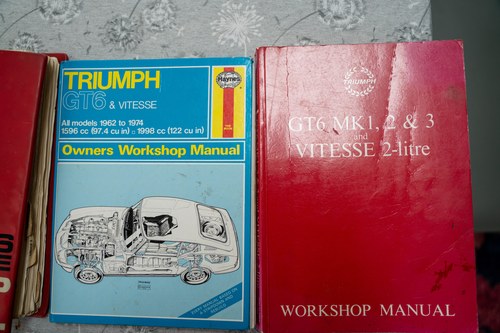 TRIUMPH
GT6 & VITESSE
All models 1962 to 1974
1596 cc (97.4 cu in) :: 1998 cc (122 cu in)
Owners Workshop Manual
Haynes
TRIUMPH
GT6 MK1, 2 & 3
and
VITESSE 2-litre
WORKSHOP MANUAL